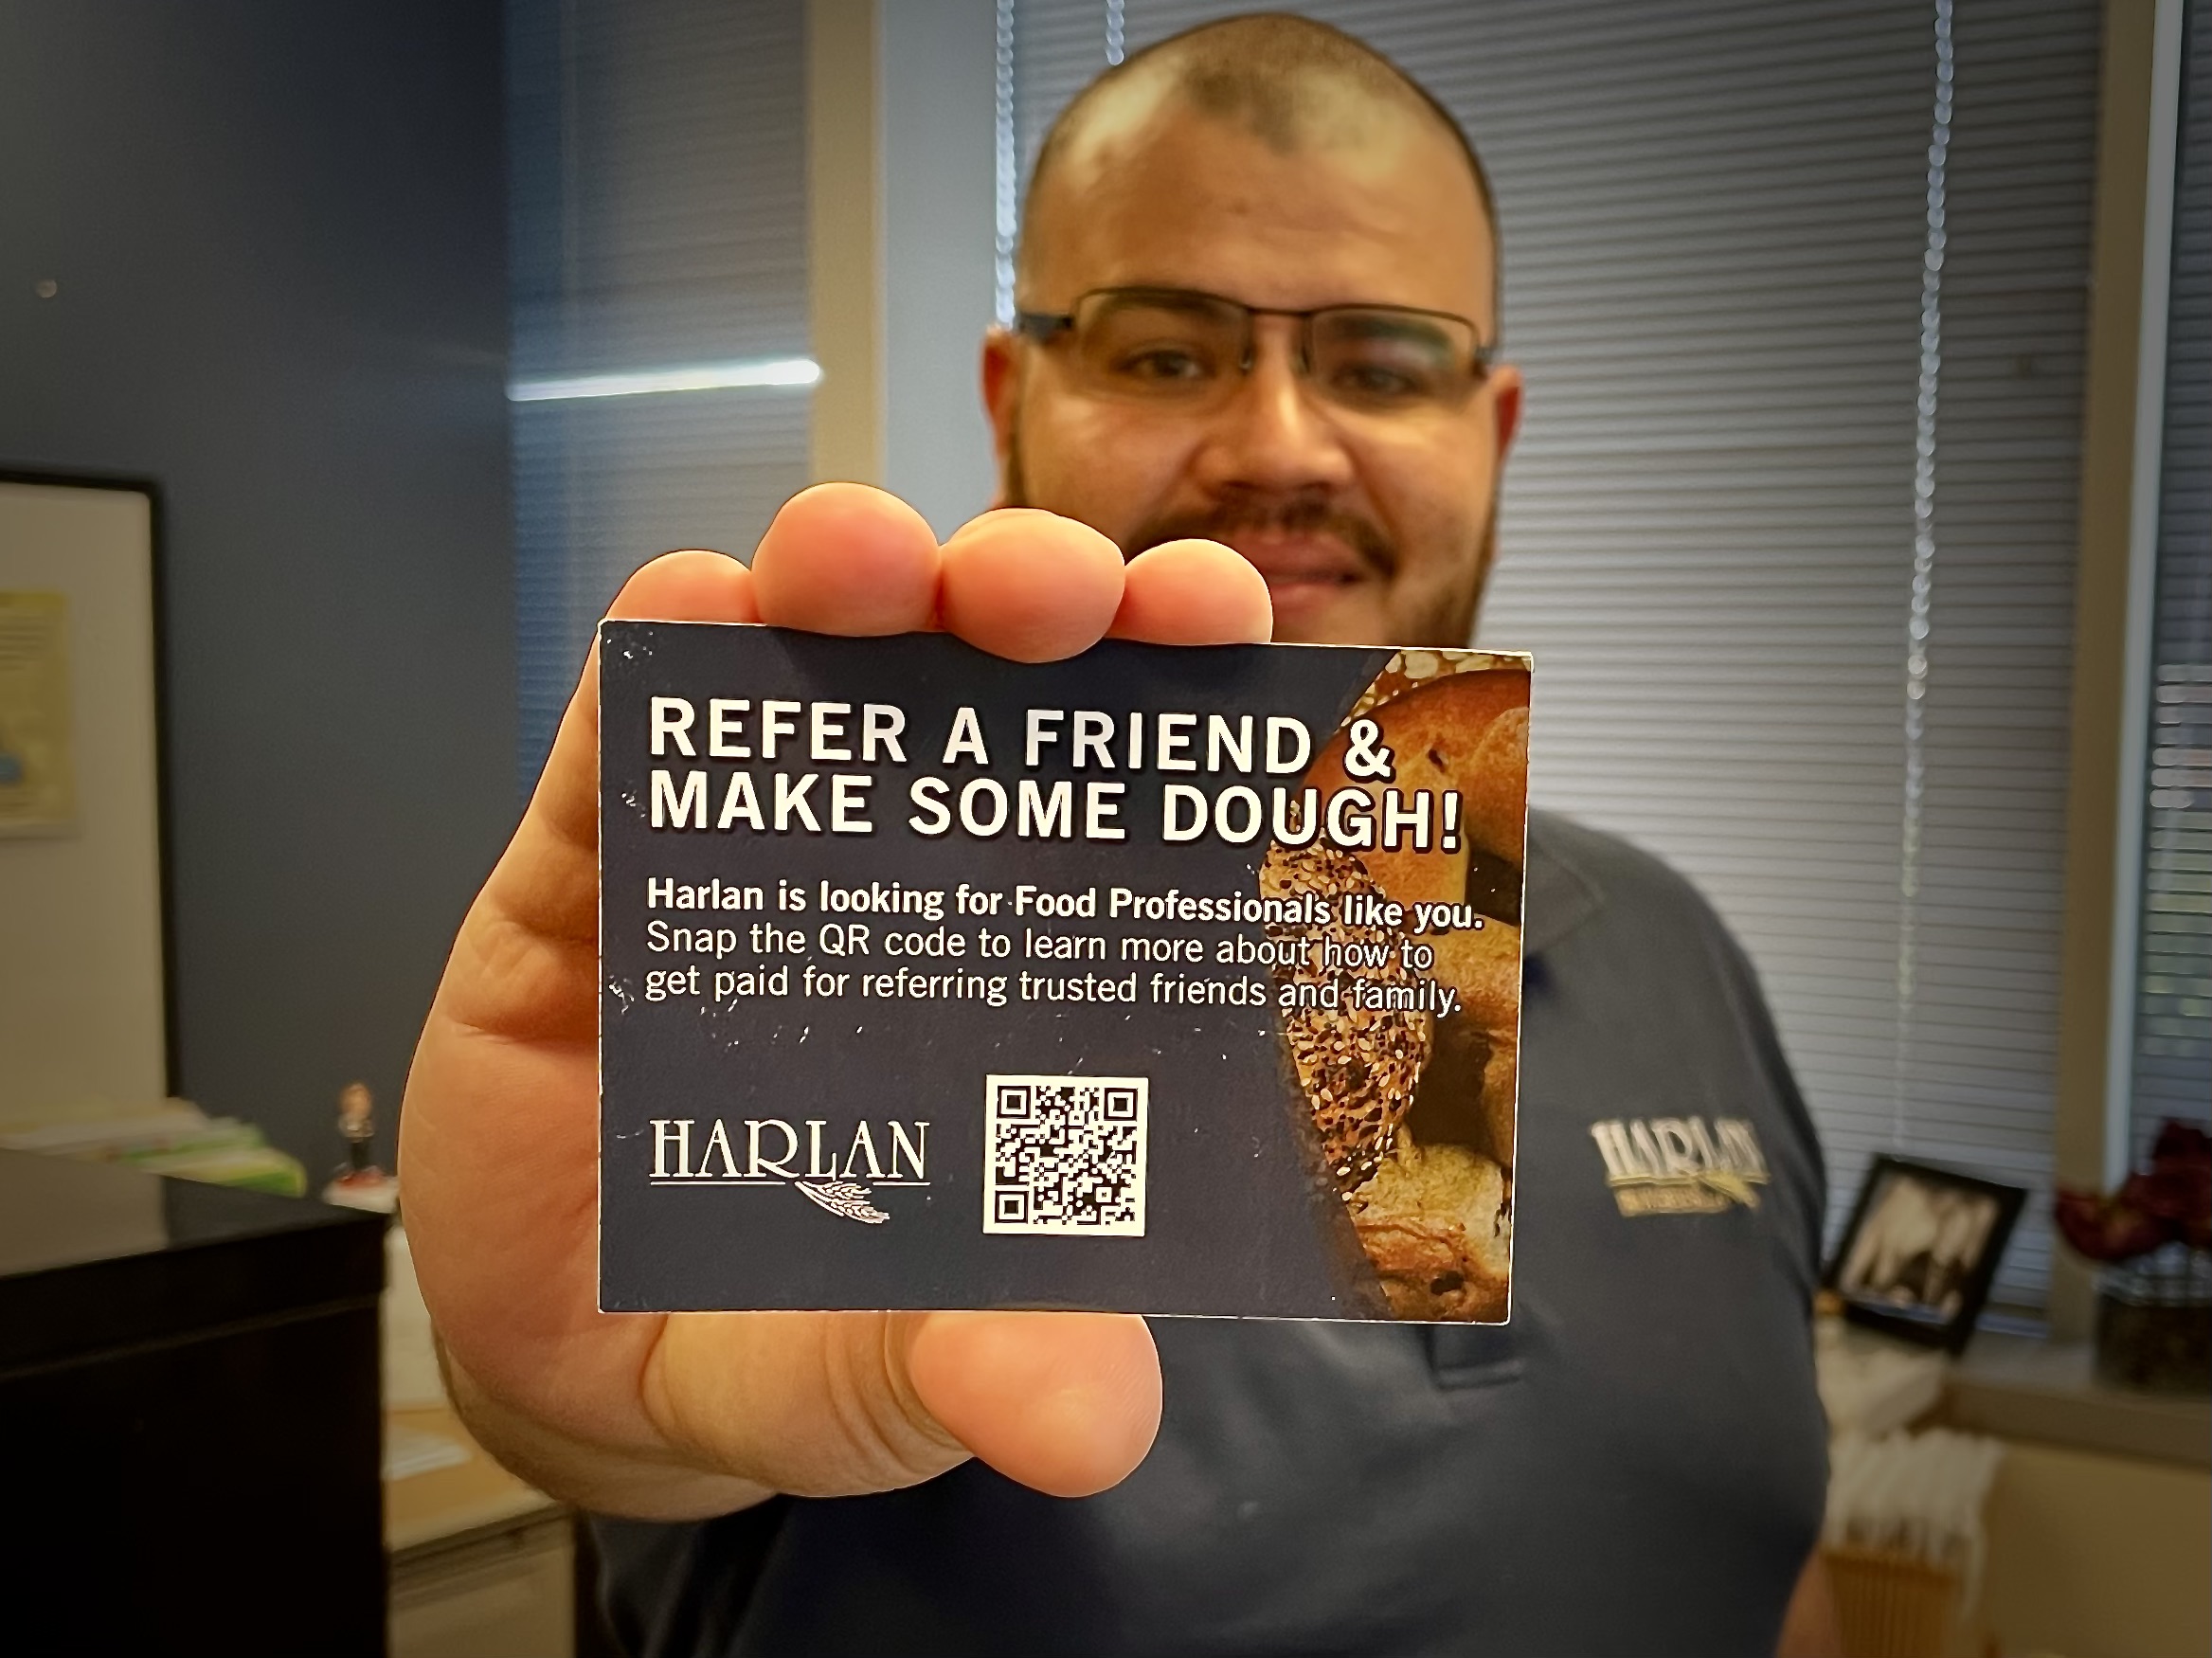 REFER A FRIEND &
MAKE SOME DOUGH!
Harlan is looking for Food Professionals like you.
Snap the QR code to learn more about how to
get paid for referring trusted friends and family.
HARLAN
HARLAN